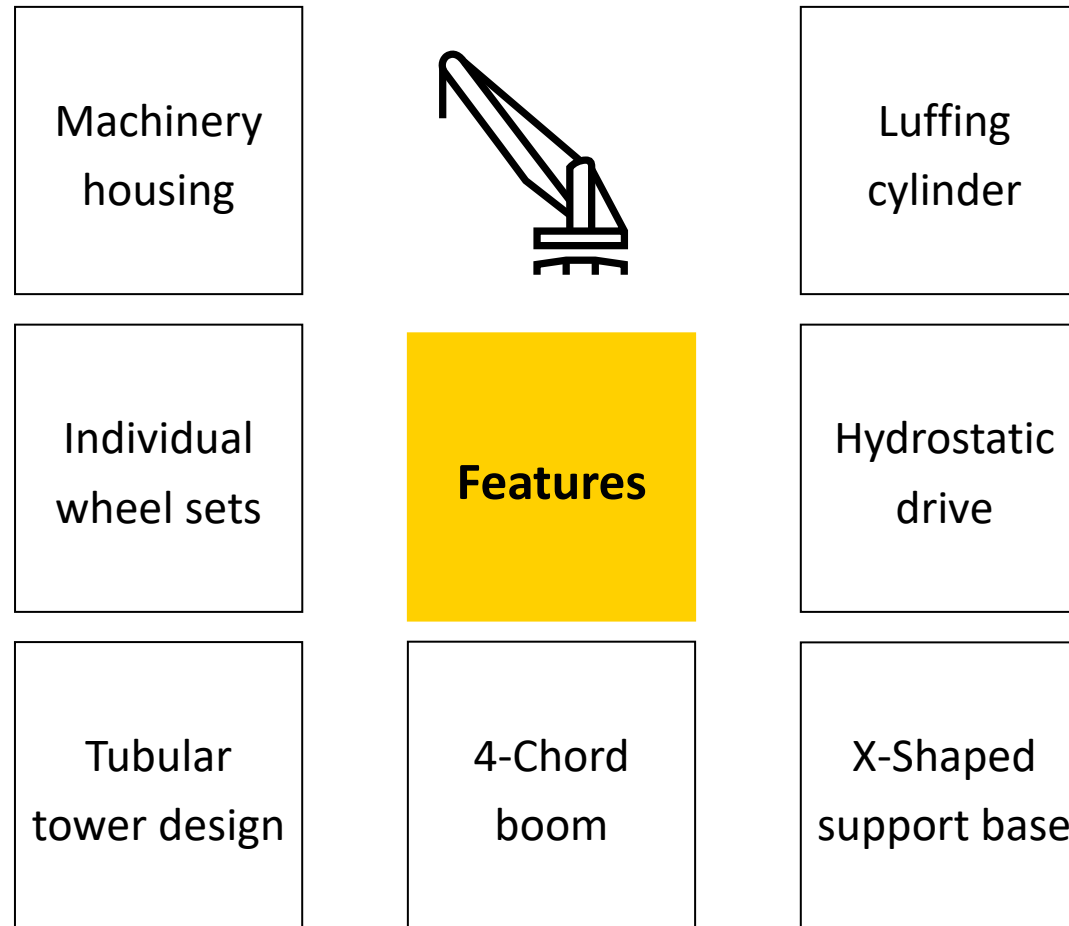 Machinery
housing
Luffing
cylinder
Individual
wheel sets
Features
Hydrostatic
drive
Tubular
tower design
4-Chord
boom
X-Shaped
support base